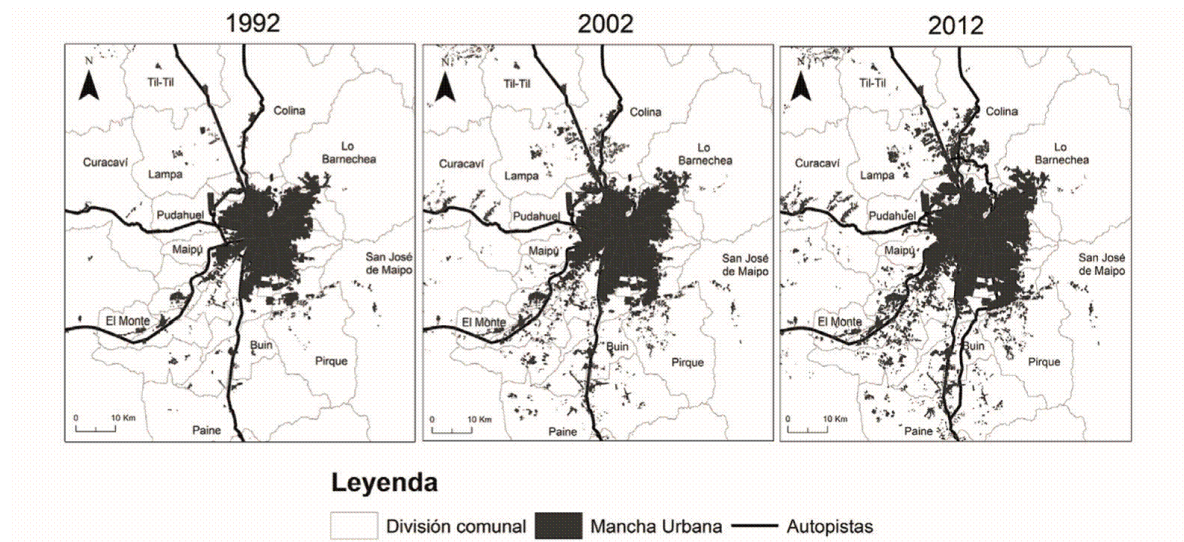 1992
2002
2012
N
Til-Til
Colina
Lo
Barnechea
Curacaví
Lampa
Pudahuel
Maipú
San José
de Maipo
El Monte
Buin
Pirque
0 10 Km
Paine
N
Til-Til
Colina
Lo
Barnechea
Curacaví
Lampa
Pudahuel
Maipú
San José
de Maipo
El Monte
Buin
Pirque
0 10 Km
Paine
N
Til-Til
Colina
Lo
Barnechea
Curacaví
Lampa
Pudahuel
Maipú
San José
de Maipo
El Monte
Buin
Pirque
0 10 Km
Paine
Leyenda
División comunal Mancha Urbana Autopistas